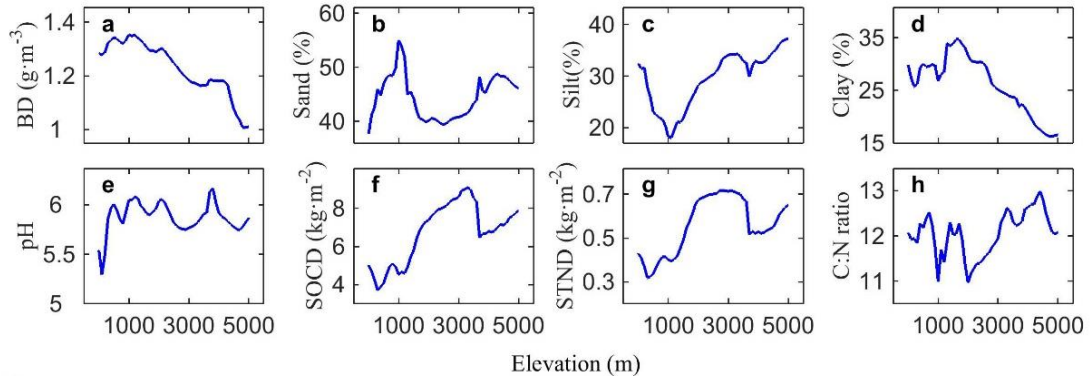 a
BD (g·m⁻³)
1.4
1.2
1
b
Sand (%)
60
50
40
c
Silt(%)
40
30
20
d
Clay (%)
35
25
15
e
pH
6
5.5
5
1000 3000 5000
f
SOCD (kg·m⁻²)
8
6
4
1000 3000 5000
g
STND (kg·m⁻²)
0.7
0.5
0.3
1000 3000 5000
h
C:N ratio
13
12
11
1000 3000 5000
Elevation (m)